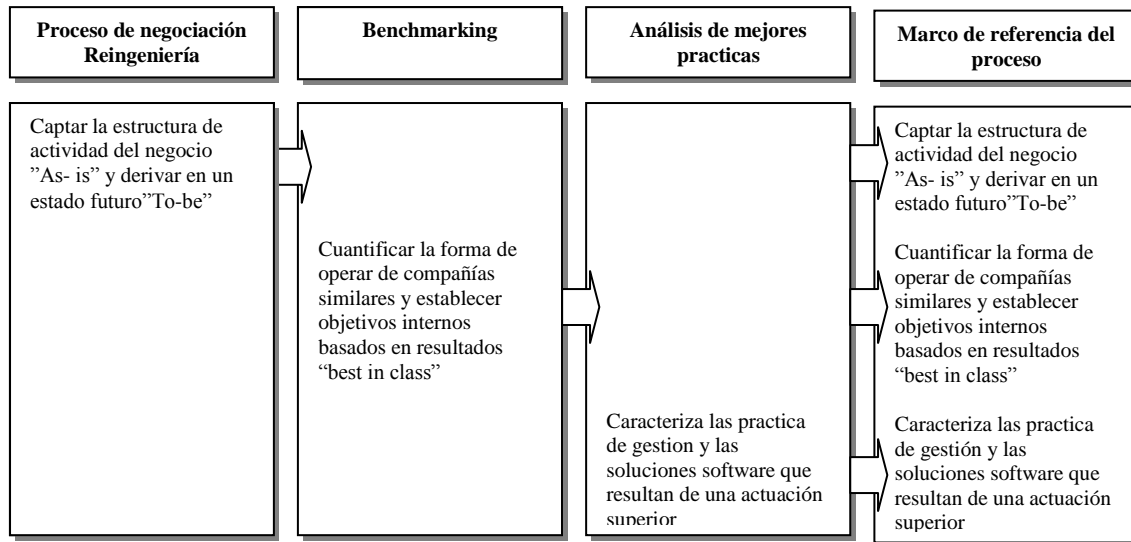 Proceso de negociación
Reingeniería
Benchmarking
Análisis de mejores
practicas
Marco de referencia del
proceso
Captar la estructura de
actividad del negocio
”As- is” y derivar en un
estado futuro”To-be”
Cuantificar la forma de
operar de compañías
similares y establecer
objetivos internos
basados en resultados
“best in class”
Caracteriza las practica
de gestion y las
soluciones software que
resultan de una actuación
superior
Captar la estructura de
actividad del negocio
”As- is” y derivar en un
estado futuro”To-be”
Cuantificar la forma de
operar de compañías
similares y establecer
objetivos internos
basados en resultados
“best in class”
Caracteriza las practica
de gestión y las
soluciones software que
resultan de una actuación
superior